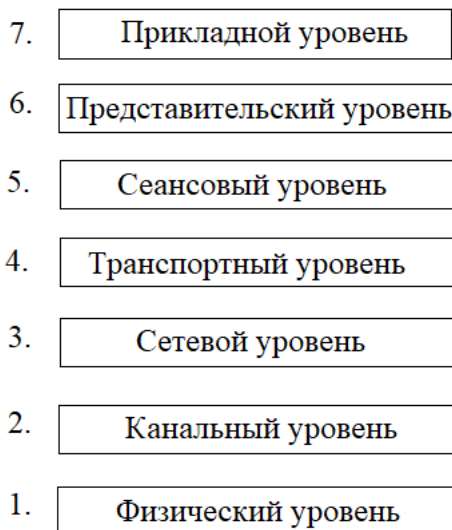 7. Прикладной уровень
6. Представительский уровень
5. Сеансовый уровень
4. Транспортный уровень
3. Сетевой уровень
2. Канальный уровень
1. Физический уровень